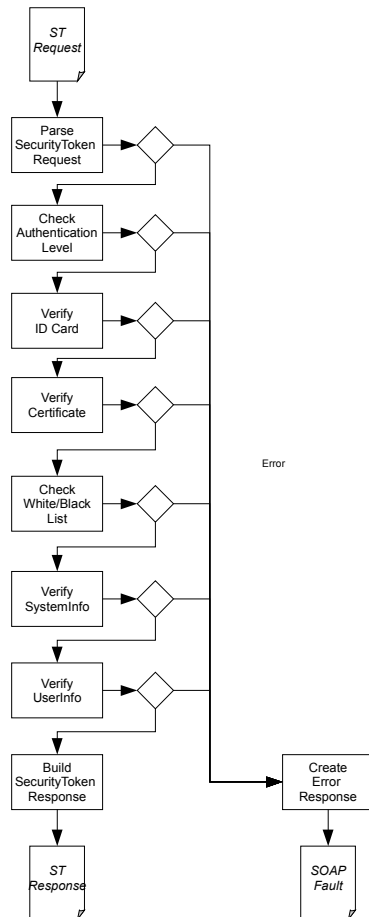 ST
Request
Parse
SecurityToken
Request
Check
Authentication
Level
Verify
ID Card
Verify
Certificate
Error
Check
White/Black
List
Verify
SystemInfo
Verify
UserInfo
Build
SecurityToken
Response
Create
Error
Response
ST
Response
SOAP
Fault